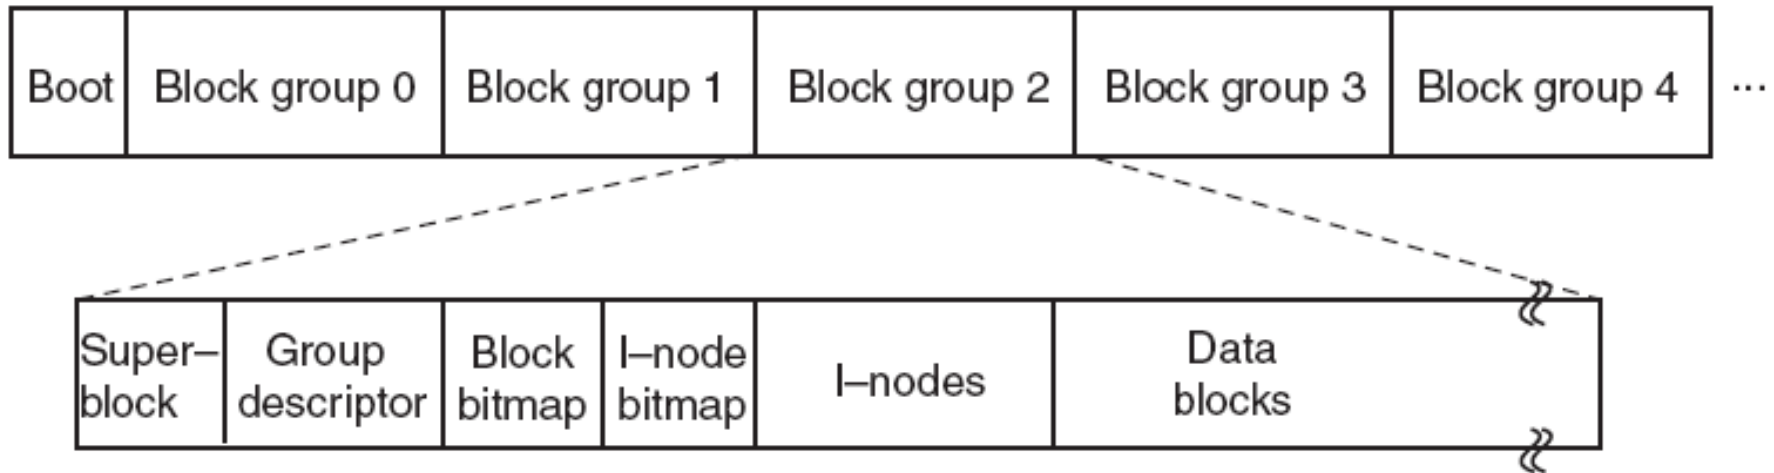 Boot
Block group 0
Block group 1
Block group 2
Block group 3
Block group 4
...
Super–
block
Group
descriptor
Block
bitmap
I–node
bitmap
I–nodes
Data
blocks